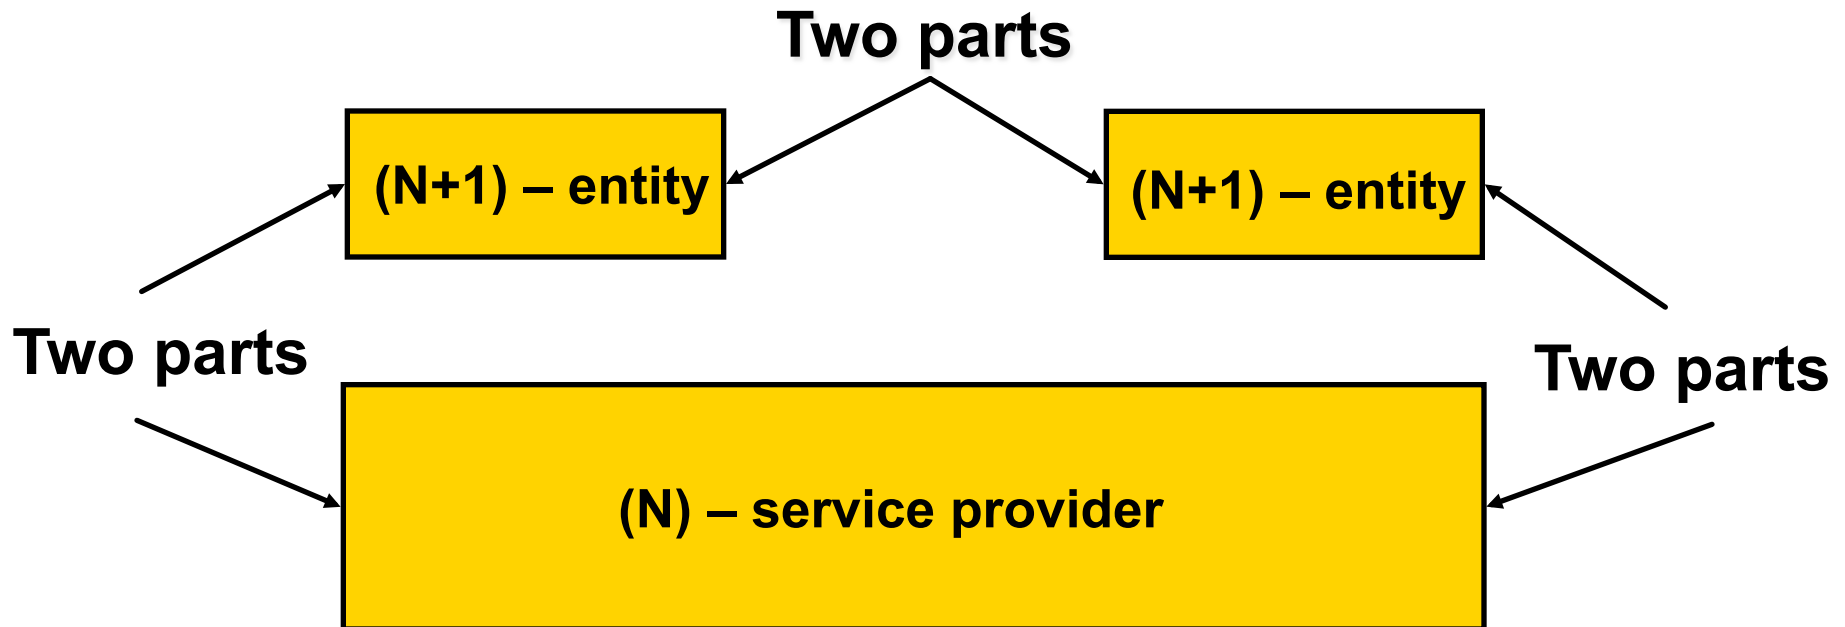 Two parts
(N+1) – entity
(N+1) – entity
Two parts
Two parts
(N) – service provider